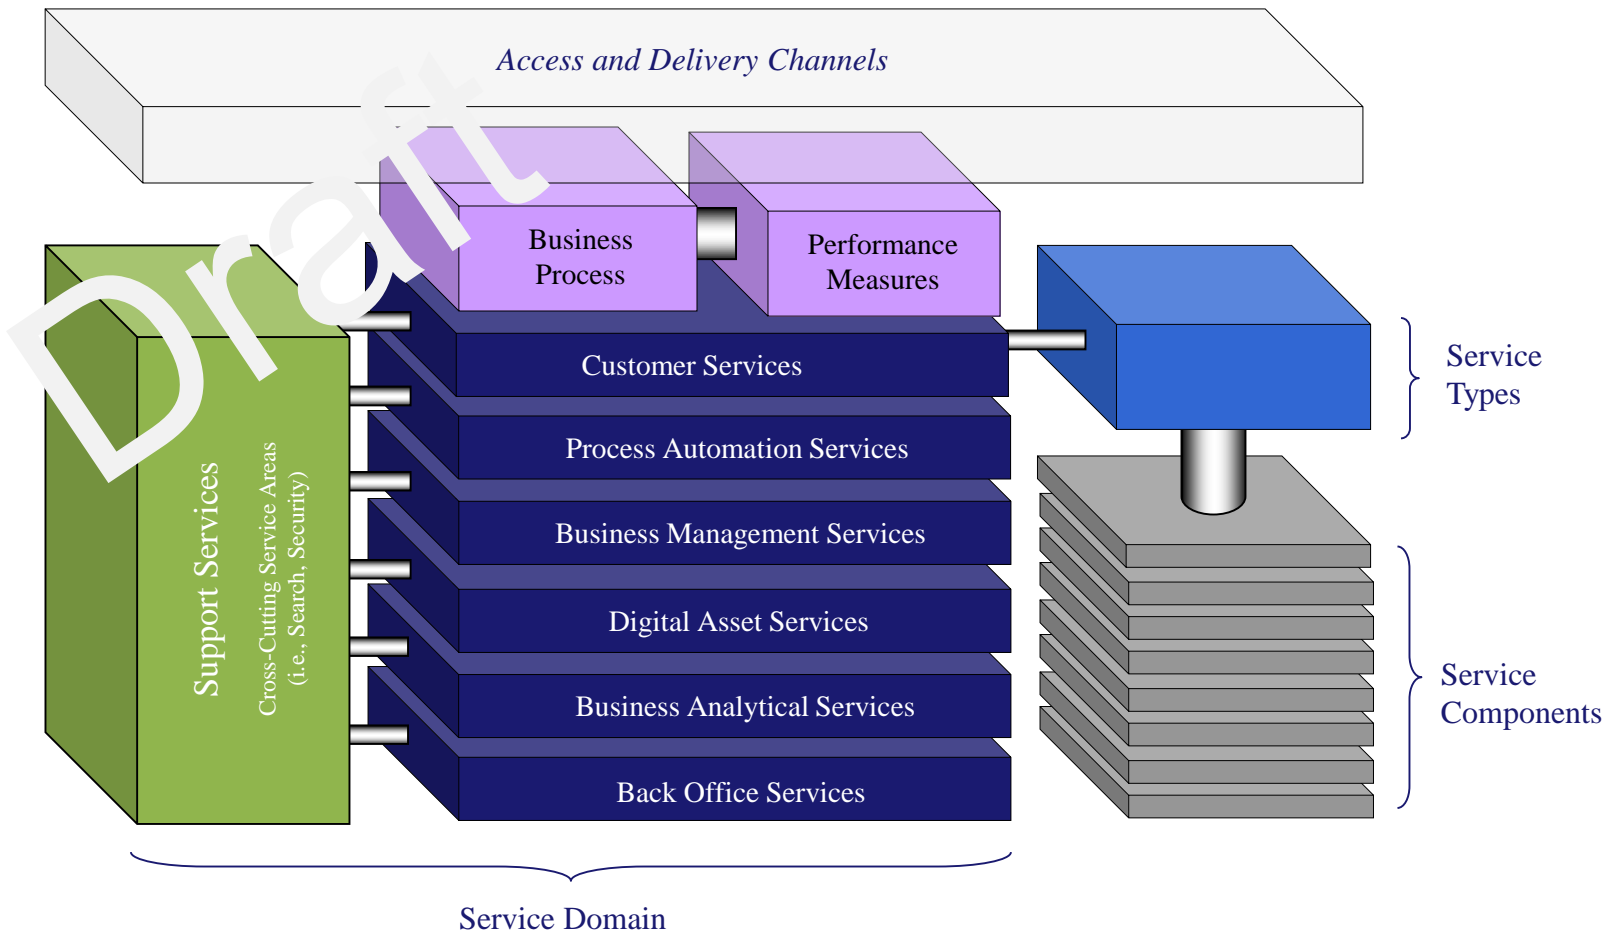 Access and Delivery Channels
Draft
Business
Process
Performance
Measures
Customer Services
Process Automation Services
Business Management Services
Digital Asset Services
Business Analytical Services
Back Office Services
Support Services
Cross-Cutting Service Areas
(i.e., Search, Security)
Service
Types
Service
Components
Service Domain